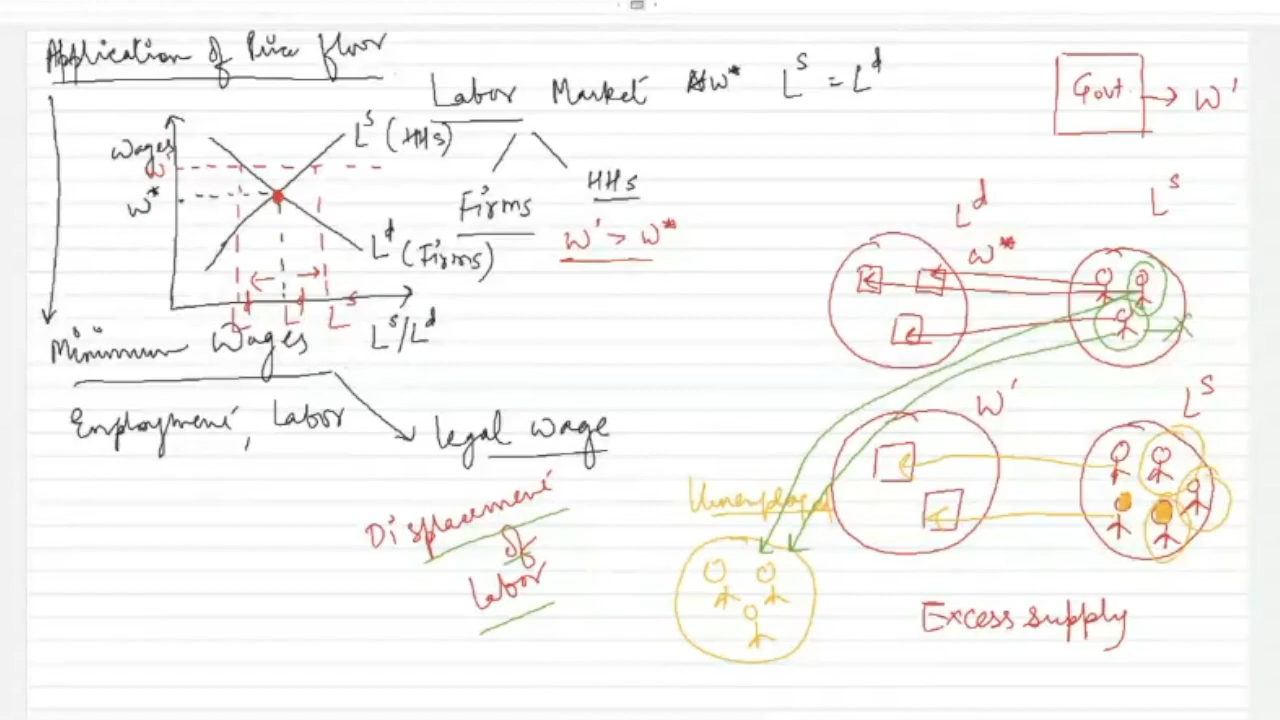 Application of Price floor
Labor Market
At w* L^s = L^d
Govt. → w'
Wages
L^s (HHs)
w'
w*
Firms
HHs
w' > w*
L^d (Firms)
L^d L^d L^s
L^s/L^d
L^d
L^s
w*
Minimum Wages
Employment, Labor
legal wage
w'
L^s
Displacement
of
labor
Unemployed
Excess supply